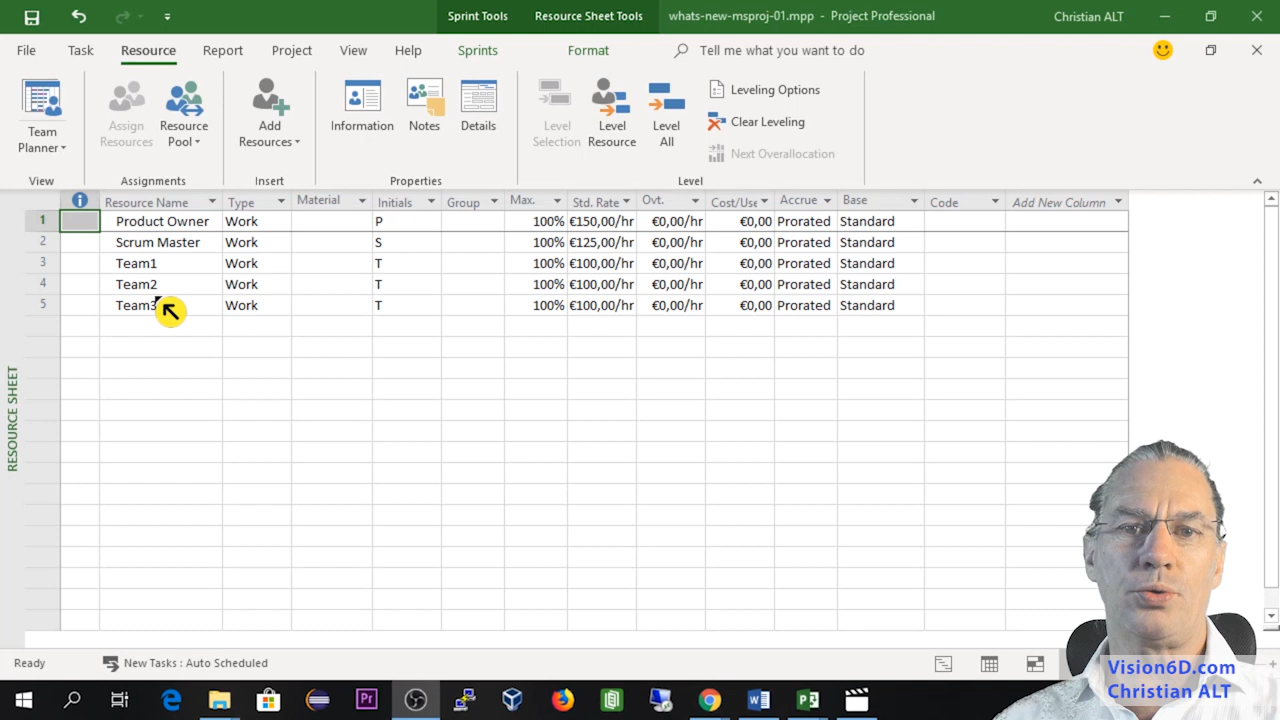 Sprint Tools Resource Sheet Tools whats-new-msproj-01.mpp - Project Professional Christian ALT
File Task Resource Report Project View Help Sprints Format Tell me what you want to do
Team Planner
Assign Resources
Resource Pool
Add Resources
Information
Notes
Details
Level Selection
Level Resource
Level All
Leveling Options
Clear Leveling
Next Overallocation
View Assignments Insert Properties Level
Resource Name Type Material Initials Group Max. Std. Rate Ovt. Cost/Use Accrue Base Code Add New Column
1 Product Owner Work P 100% €150,00/hr €0,00/hr €0,00 Prorated Standard
2 Scrum Master Work S 100% €125,00/hr €0,00/hr €0,00 Prorated Standard
3 Team1 Work T 100% €100,00/hr €0,00/hr €0,00 Prorated Standard
4 Team2 Work T 100% €100,00/hr €0,00/hr €0,00 Prorated Standard
5 Team3 Work T 100% €100,00/hr €0,00/hr €0,00 Prorated Standard
RESOURCE SHEET
Ready New Tasks : Auto Scheduled
Vision6D.com
Christian ALT